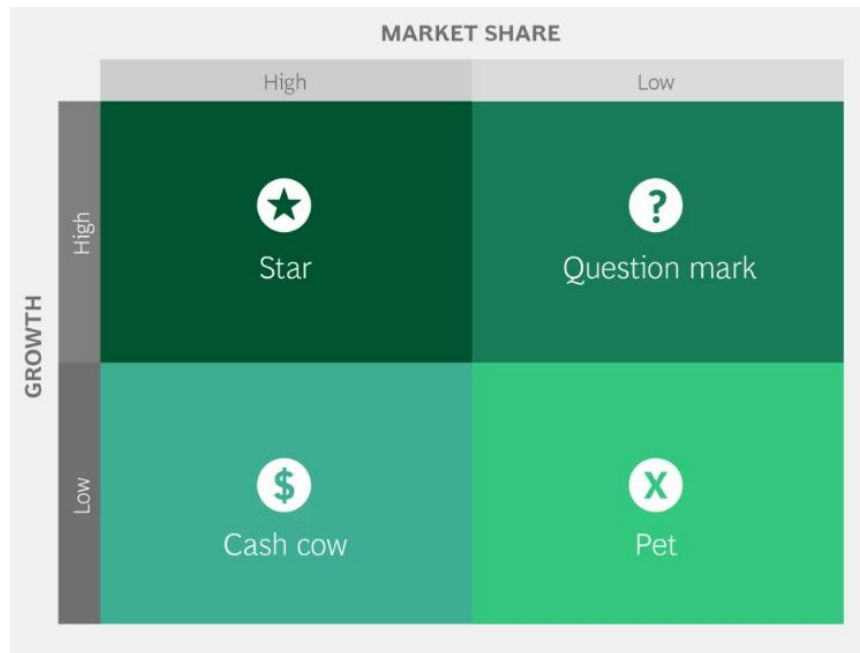 MARKET SHARE
High
Low
GROWTH
High
Star
?
Question mark
Low
$
Cash cow
X
Pet